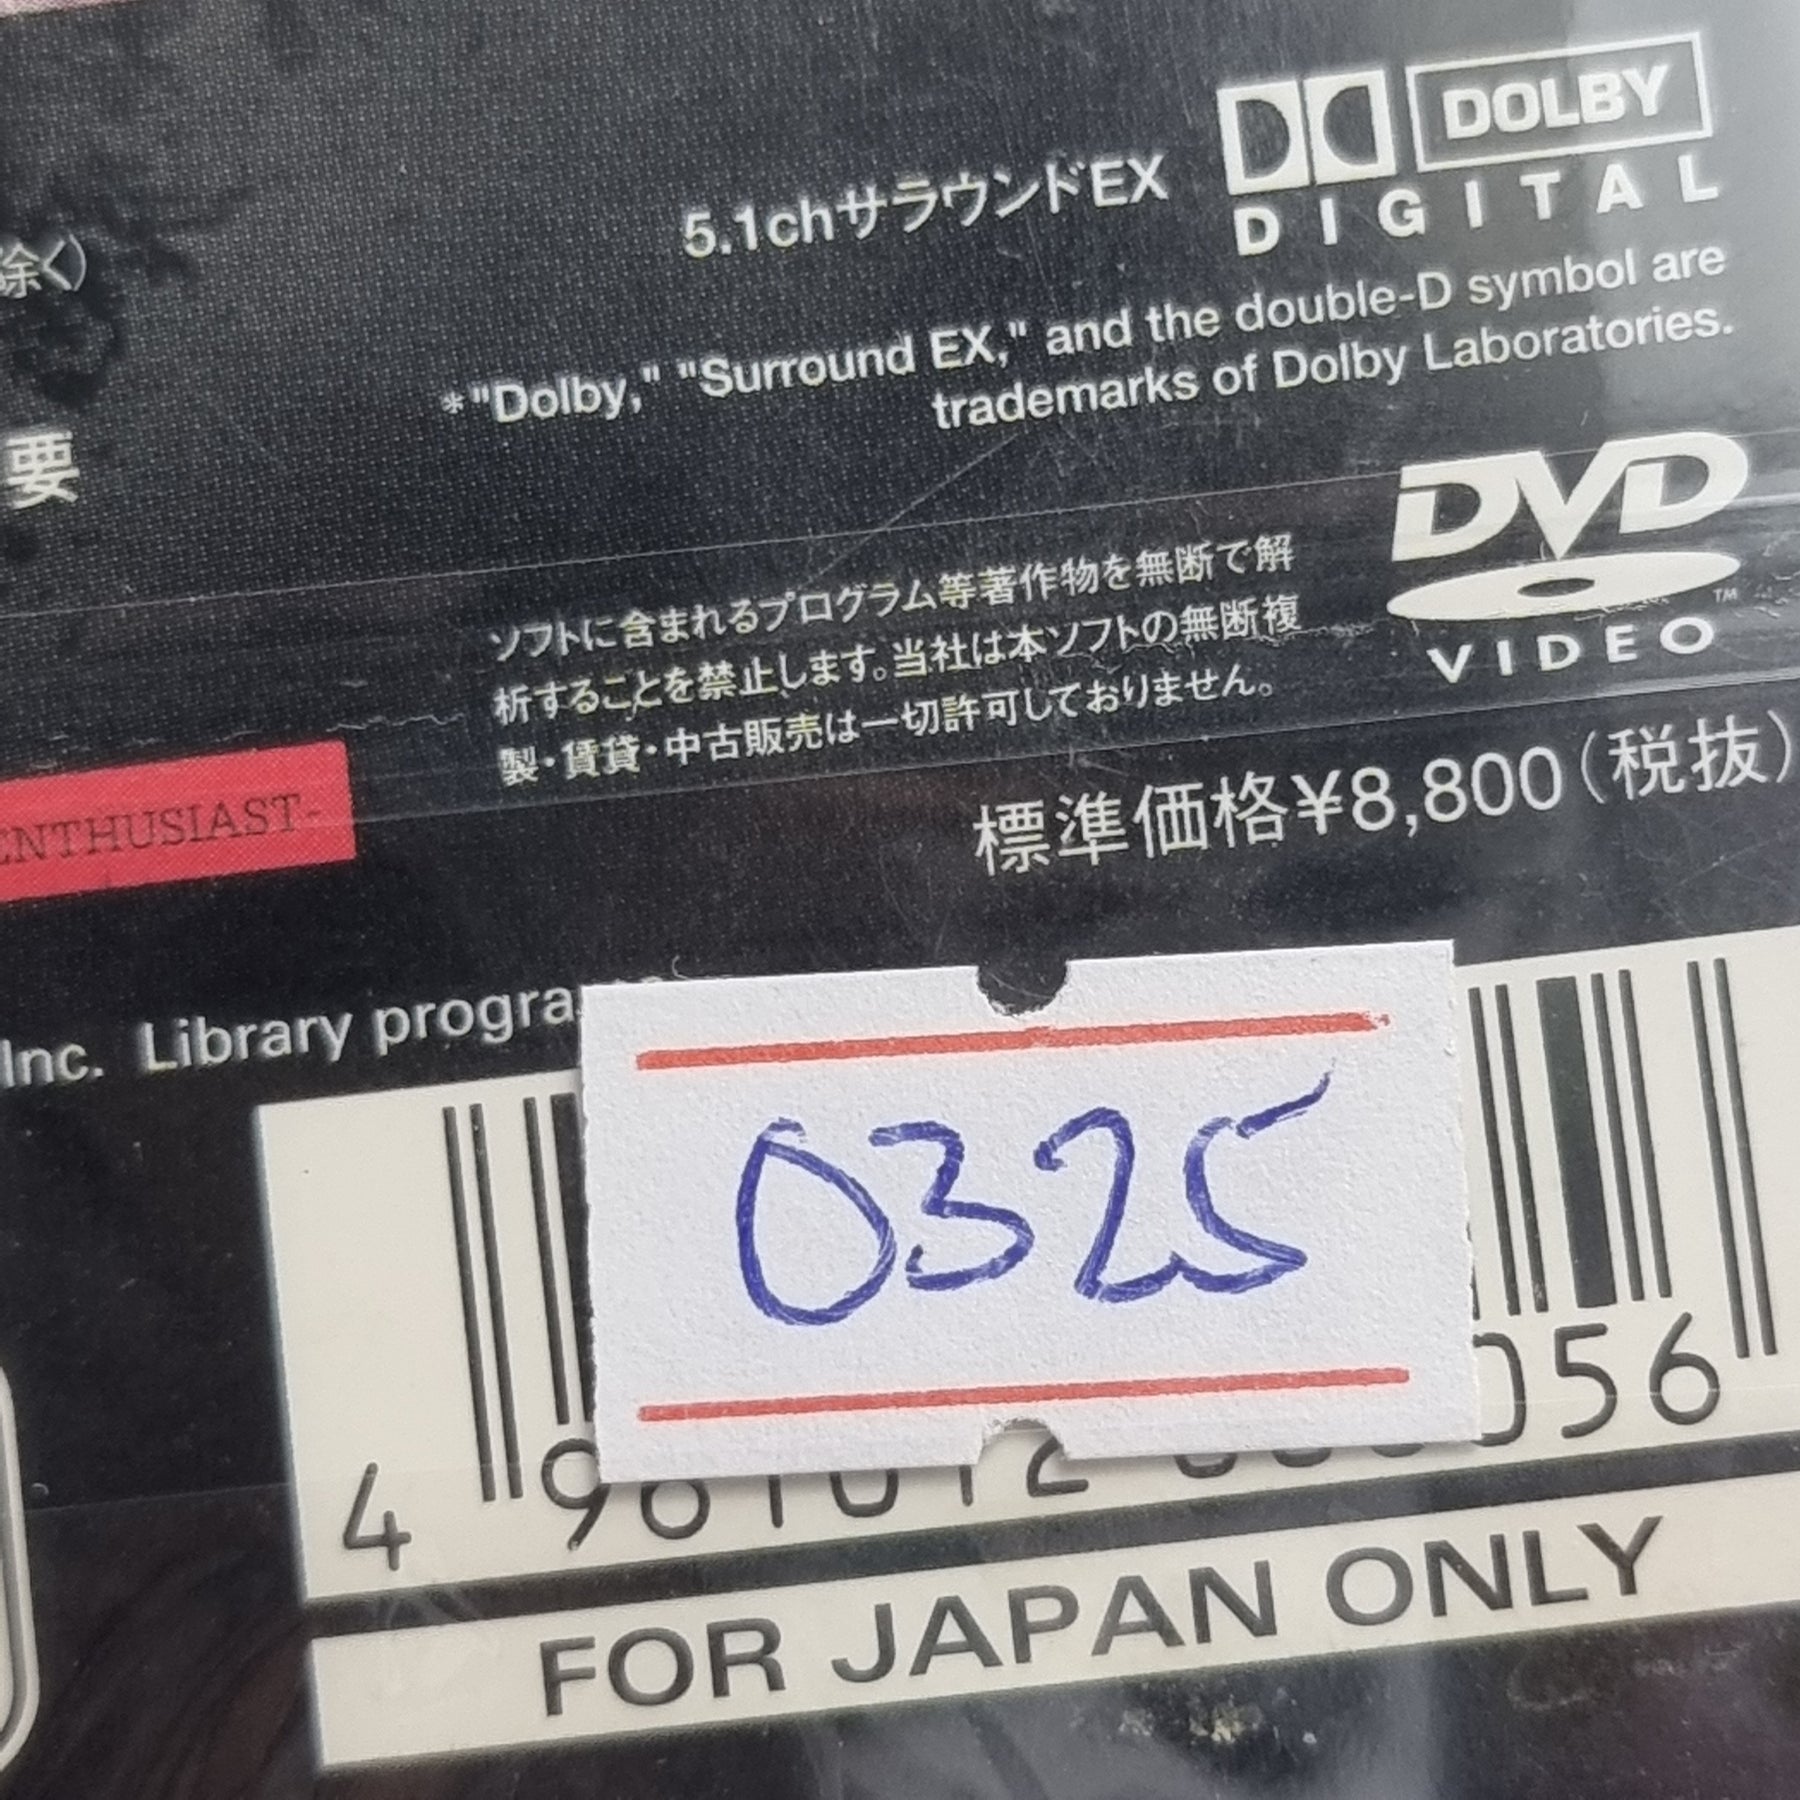 DOLBY
DIGITAL
5.1chサラウンドEX
除く）
*"Dolby," "Surround EX," and the double-D symbol are
trademarks of Dolby Laboratories.
要
DVD
VIDEO
TM
ソフトに含まれるプログラム等著作物を無断で解
析することを禁止します。当社は本ソフトの無断複
製・賃貸・中古販売は一切許可しておりません。
ENTHUSIAST-
標準価格¥8,800（税抜）
Inc. Library progra
0325
4 961012 056
FOR JAPAN ONLY